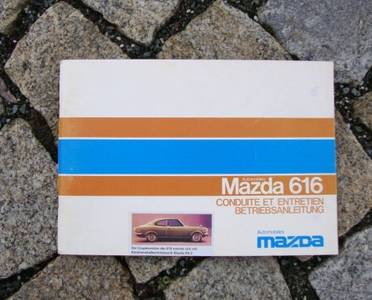 Automobiles
Mazda 616
CONDUITE ET ENTRETIEN
BETRIEBSANLEITUNG
Automobiles
mazda